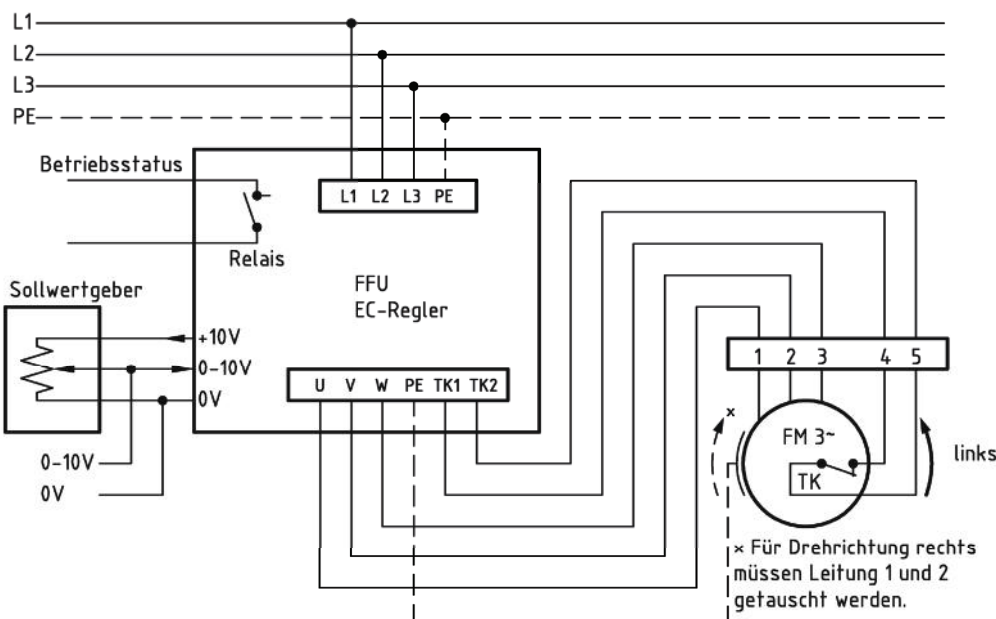 L1
L2
L3
PE
Betriebsstatus
L1 L2 L3 PE
Relais
FFU
EC-Regler
Sollwertgeber
+10V
0-10V
0V
U V W PE TK1 TK2
1 2 3 4 5
×
FM 3~
TK
links
0-10V
0V
× Für Drehrichtung rechts
müssen Leitung 1 und 2
getauscht werden.